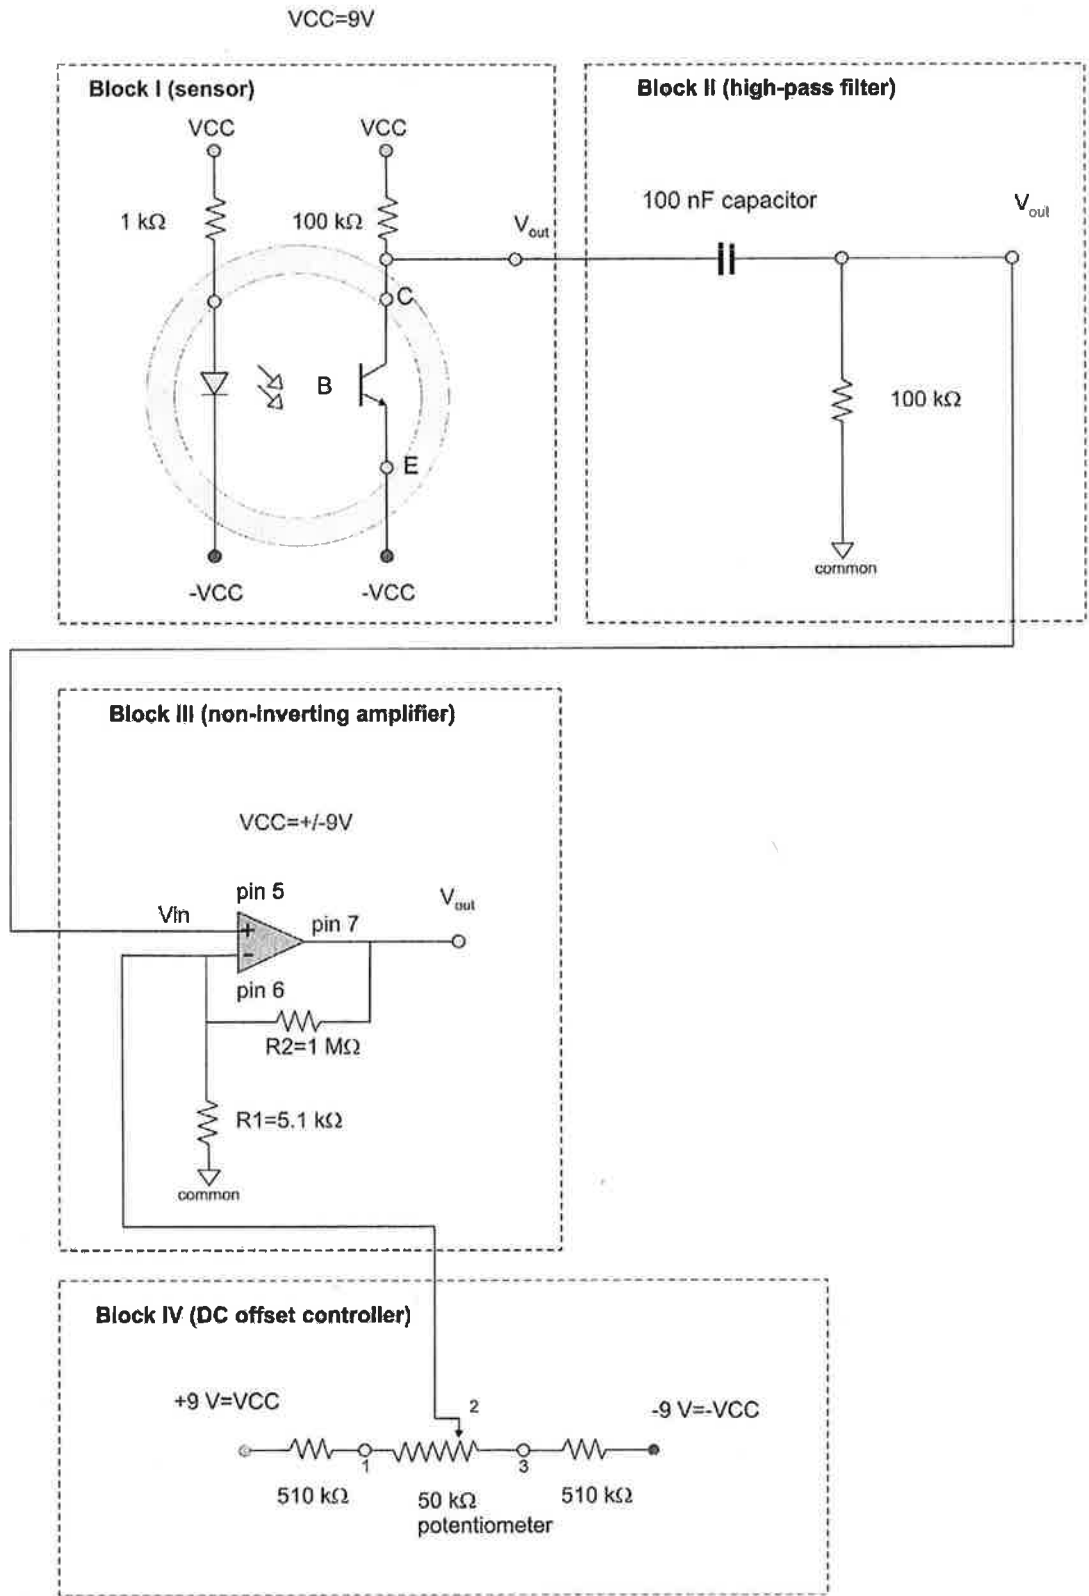 VCC=9V
Block I (sensor)
VCC
VCC
1 kΩ
100 kΩ
V_out
C
B
E
-VCC
-VCC
Block II (high-pass filter)
100 nF capacitor
V_out
100 kΩ
common
Block III (non-inverting amplifier)
VCC=+/-9V
pin 5
Vin
+
-
pin 7
V_out
pin 6
R2=1 MΩ
R1=5.1 kΩ
common
Block IV (DC offset controller)
+9 V=VCC
2
-9 V=-VCC
1
3
510 kΩ
50 kΩ
potentiometer
510 kΩ